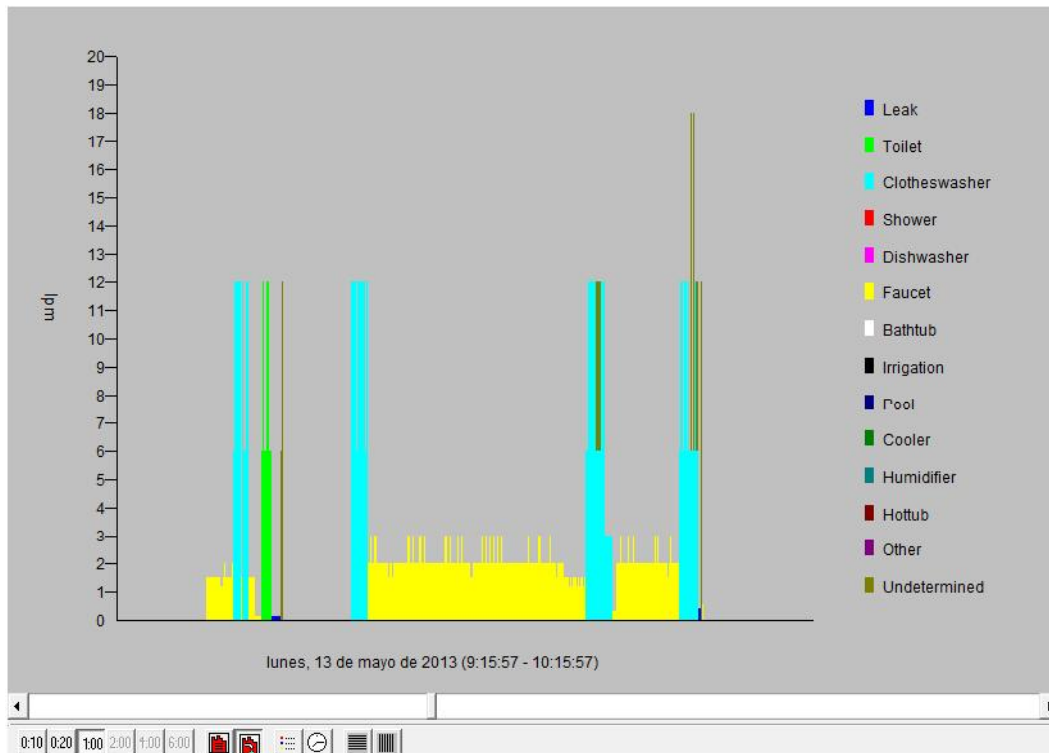 20
19
18
17
16
15
14
13
12
11
10
9
8
7
6
5
4
3
2
1
0
lpm
lunes, 13 de mayo de 2013 (9:15:57 - 10:15:57)
Leak
Toilet
Clotheswasher
Shower
Dishwasher
Faucet
Bathtub
Irrigation
Pool
Cooler
Humidifier
Hottub
Other
Undetermined
0:10 0:20 1:00 2:00 4:00 6:00